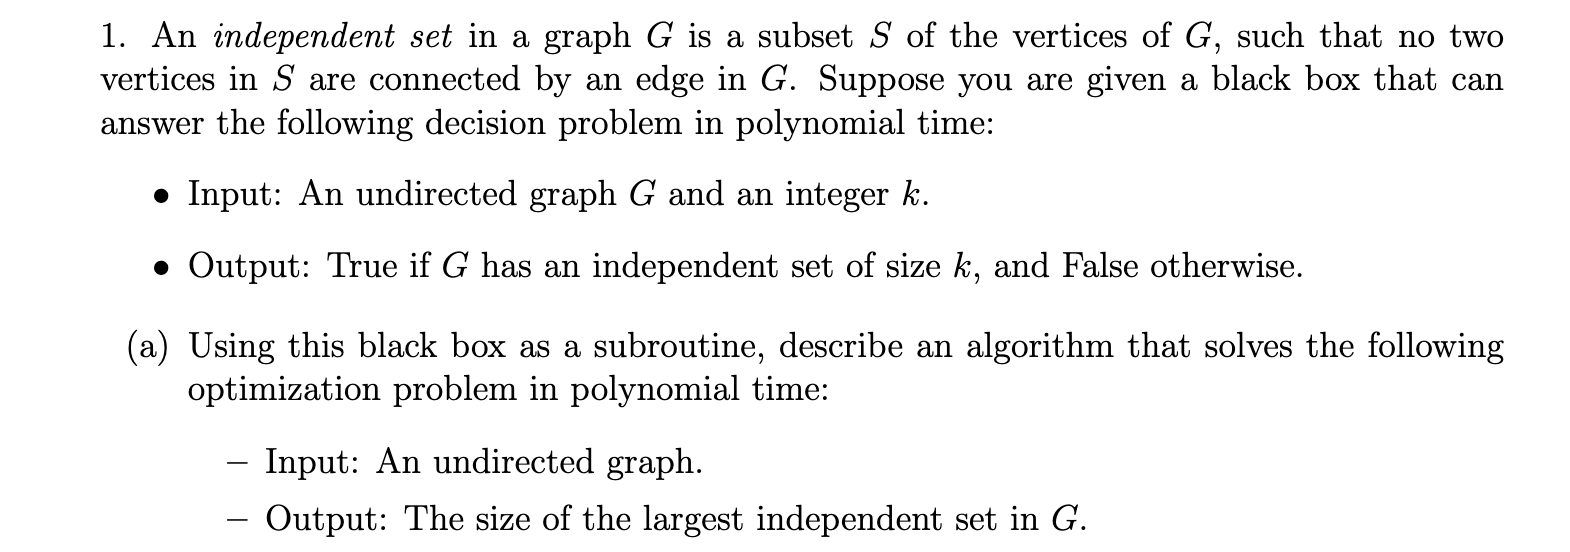 1. An independent set in a graph G is a subset S of the vertices of G, such that no two
vertices in S are connected by an edge in G. Suppose you are given a black box that can
answer the following decision problem in polynomial time:
• Input: An undirected graph G and an integer k.
• Output: True if G has an independent set of size k, and False otherwise.
(a) Using this black box as a subroutine, describe an algorithm that solves the following
optimization problem in polynomial time:
– Input: An undirected graph.
– Output: The size of the largest independent set in G.